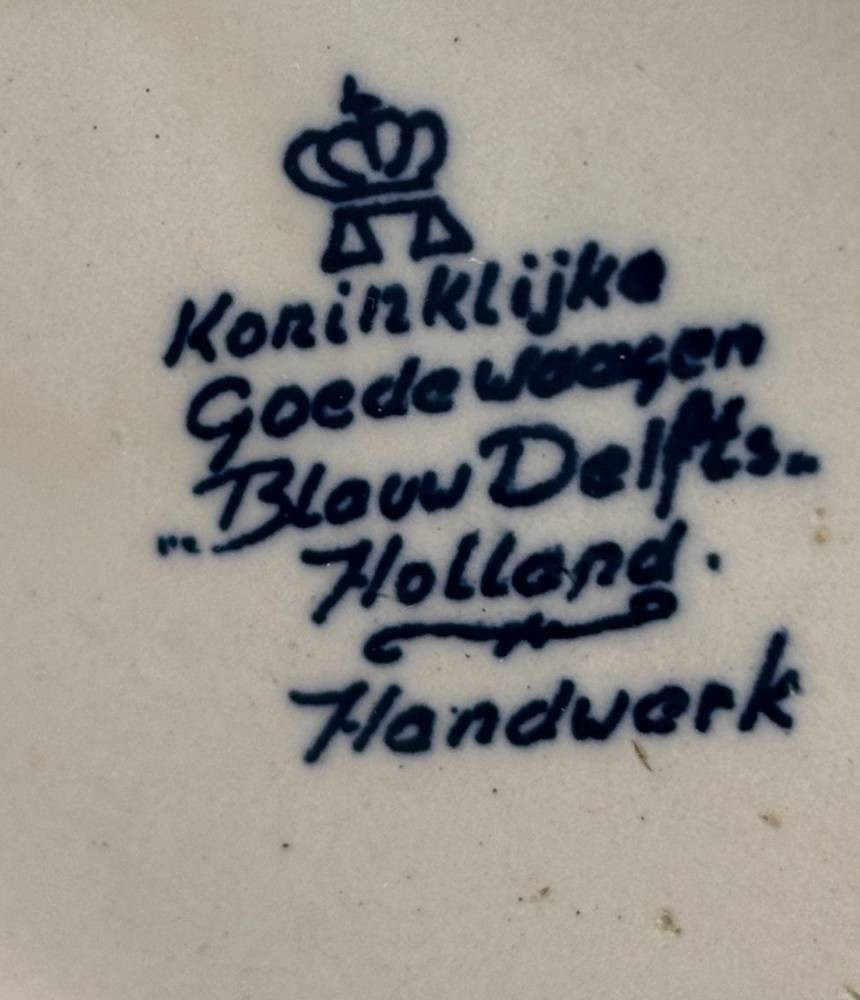 Koninklijke
Goedewaagen
"Blauw Delfts"
Holland.
Handwerk